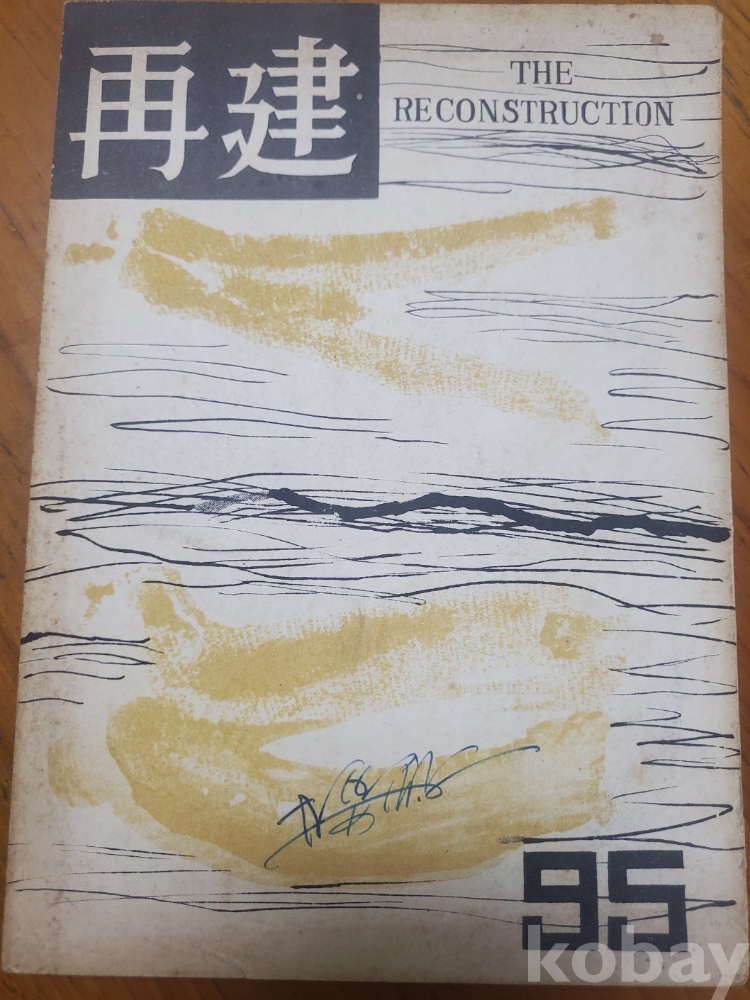 再建
THE
RECONSTRUCTION
95
kobay